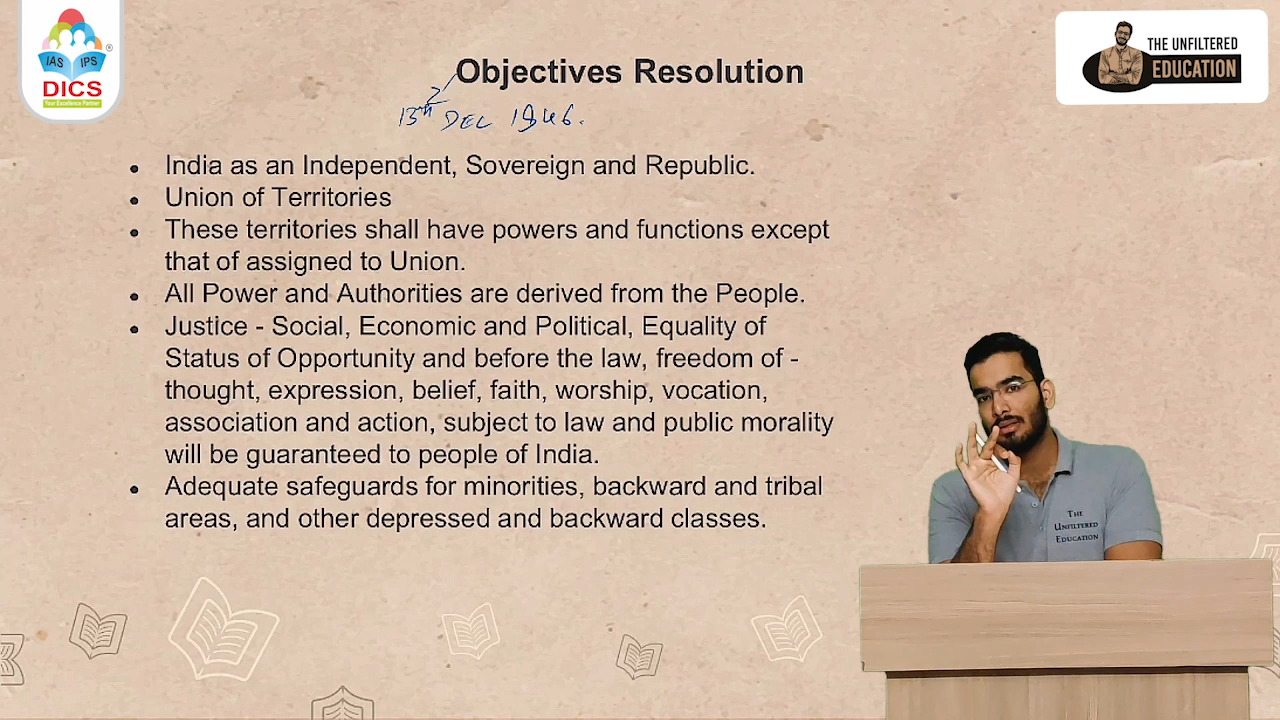 IAS IPS
®
DICS
Your Excellence Partner
THE UNFILTERED
EDUCATION
Objectives Resolution
13th DEC 1946.
• India as an Independent, Sovereign and Republic.
• Union of Territories
• These territories shall have powers and functions except
that of assigned to Union.
• All Power and Authorities are derived from the People.
• Justice - Social, Economic and Political, Equality of
Status of Opportunity and before the law, freedom of -
thought, expression, belief, faith, worship, vocation,
association and action, subject to law and public morality
will be guaranteed to people of India.
• Adequate safeguards for minorities, backward and tribal
areas, and other depressed and backward classes.
THE
UNFILTERED
EDUCATION